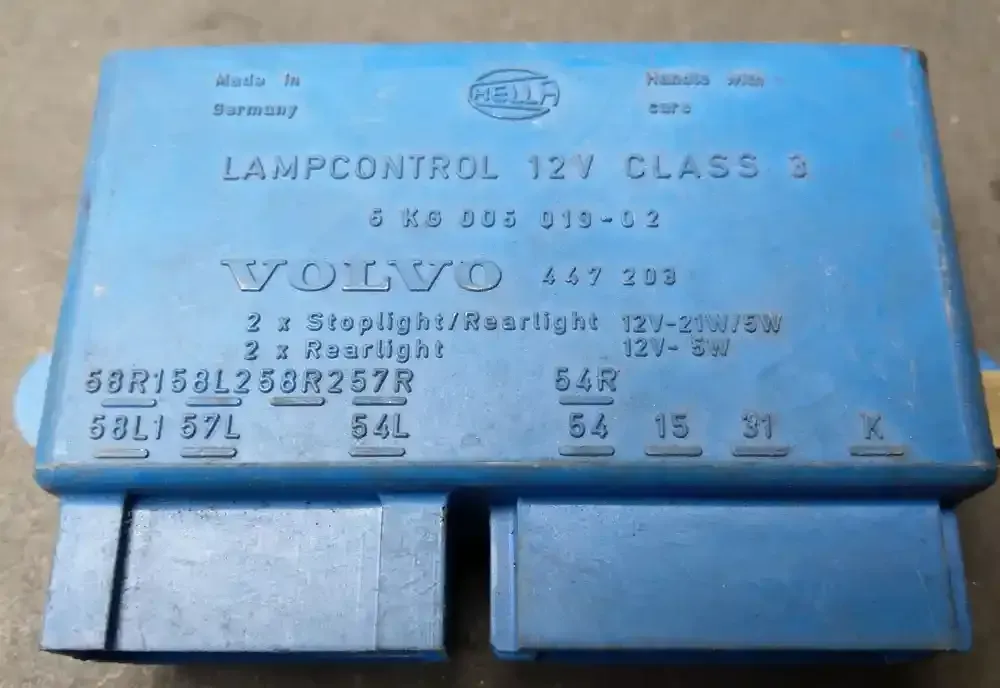 Made in
Germany
HELLA
Handle with
care
LAMPCONTROL 12V CLASS 3
5 KG 005 019-02
VOLVO 447 203
2 x Stoplight/Rearlight 12V-21W/5W
2 x Rearlight 12V- 5W
58R1 58L2 58R2 57R 54R
58L1 57L 54L 54 15 31 K